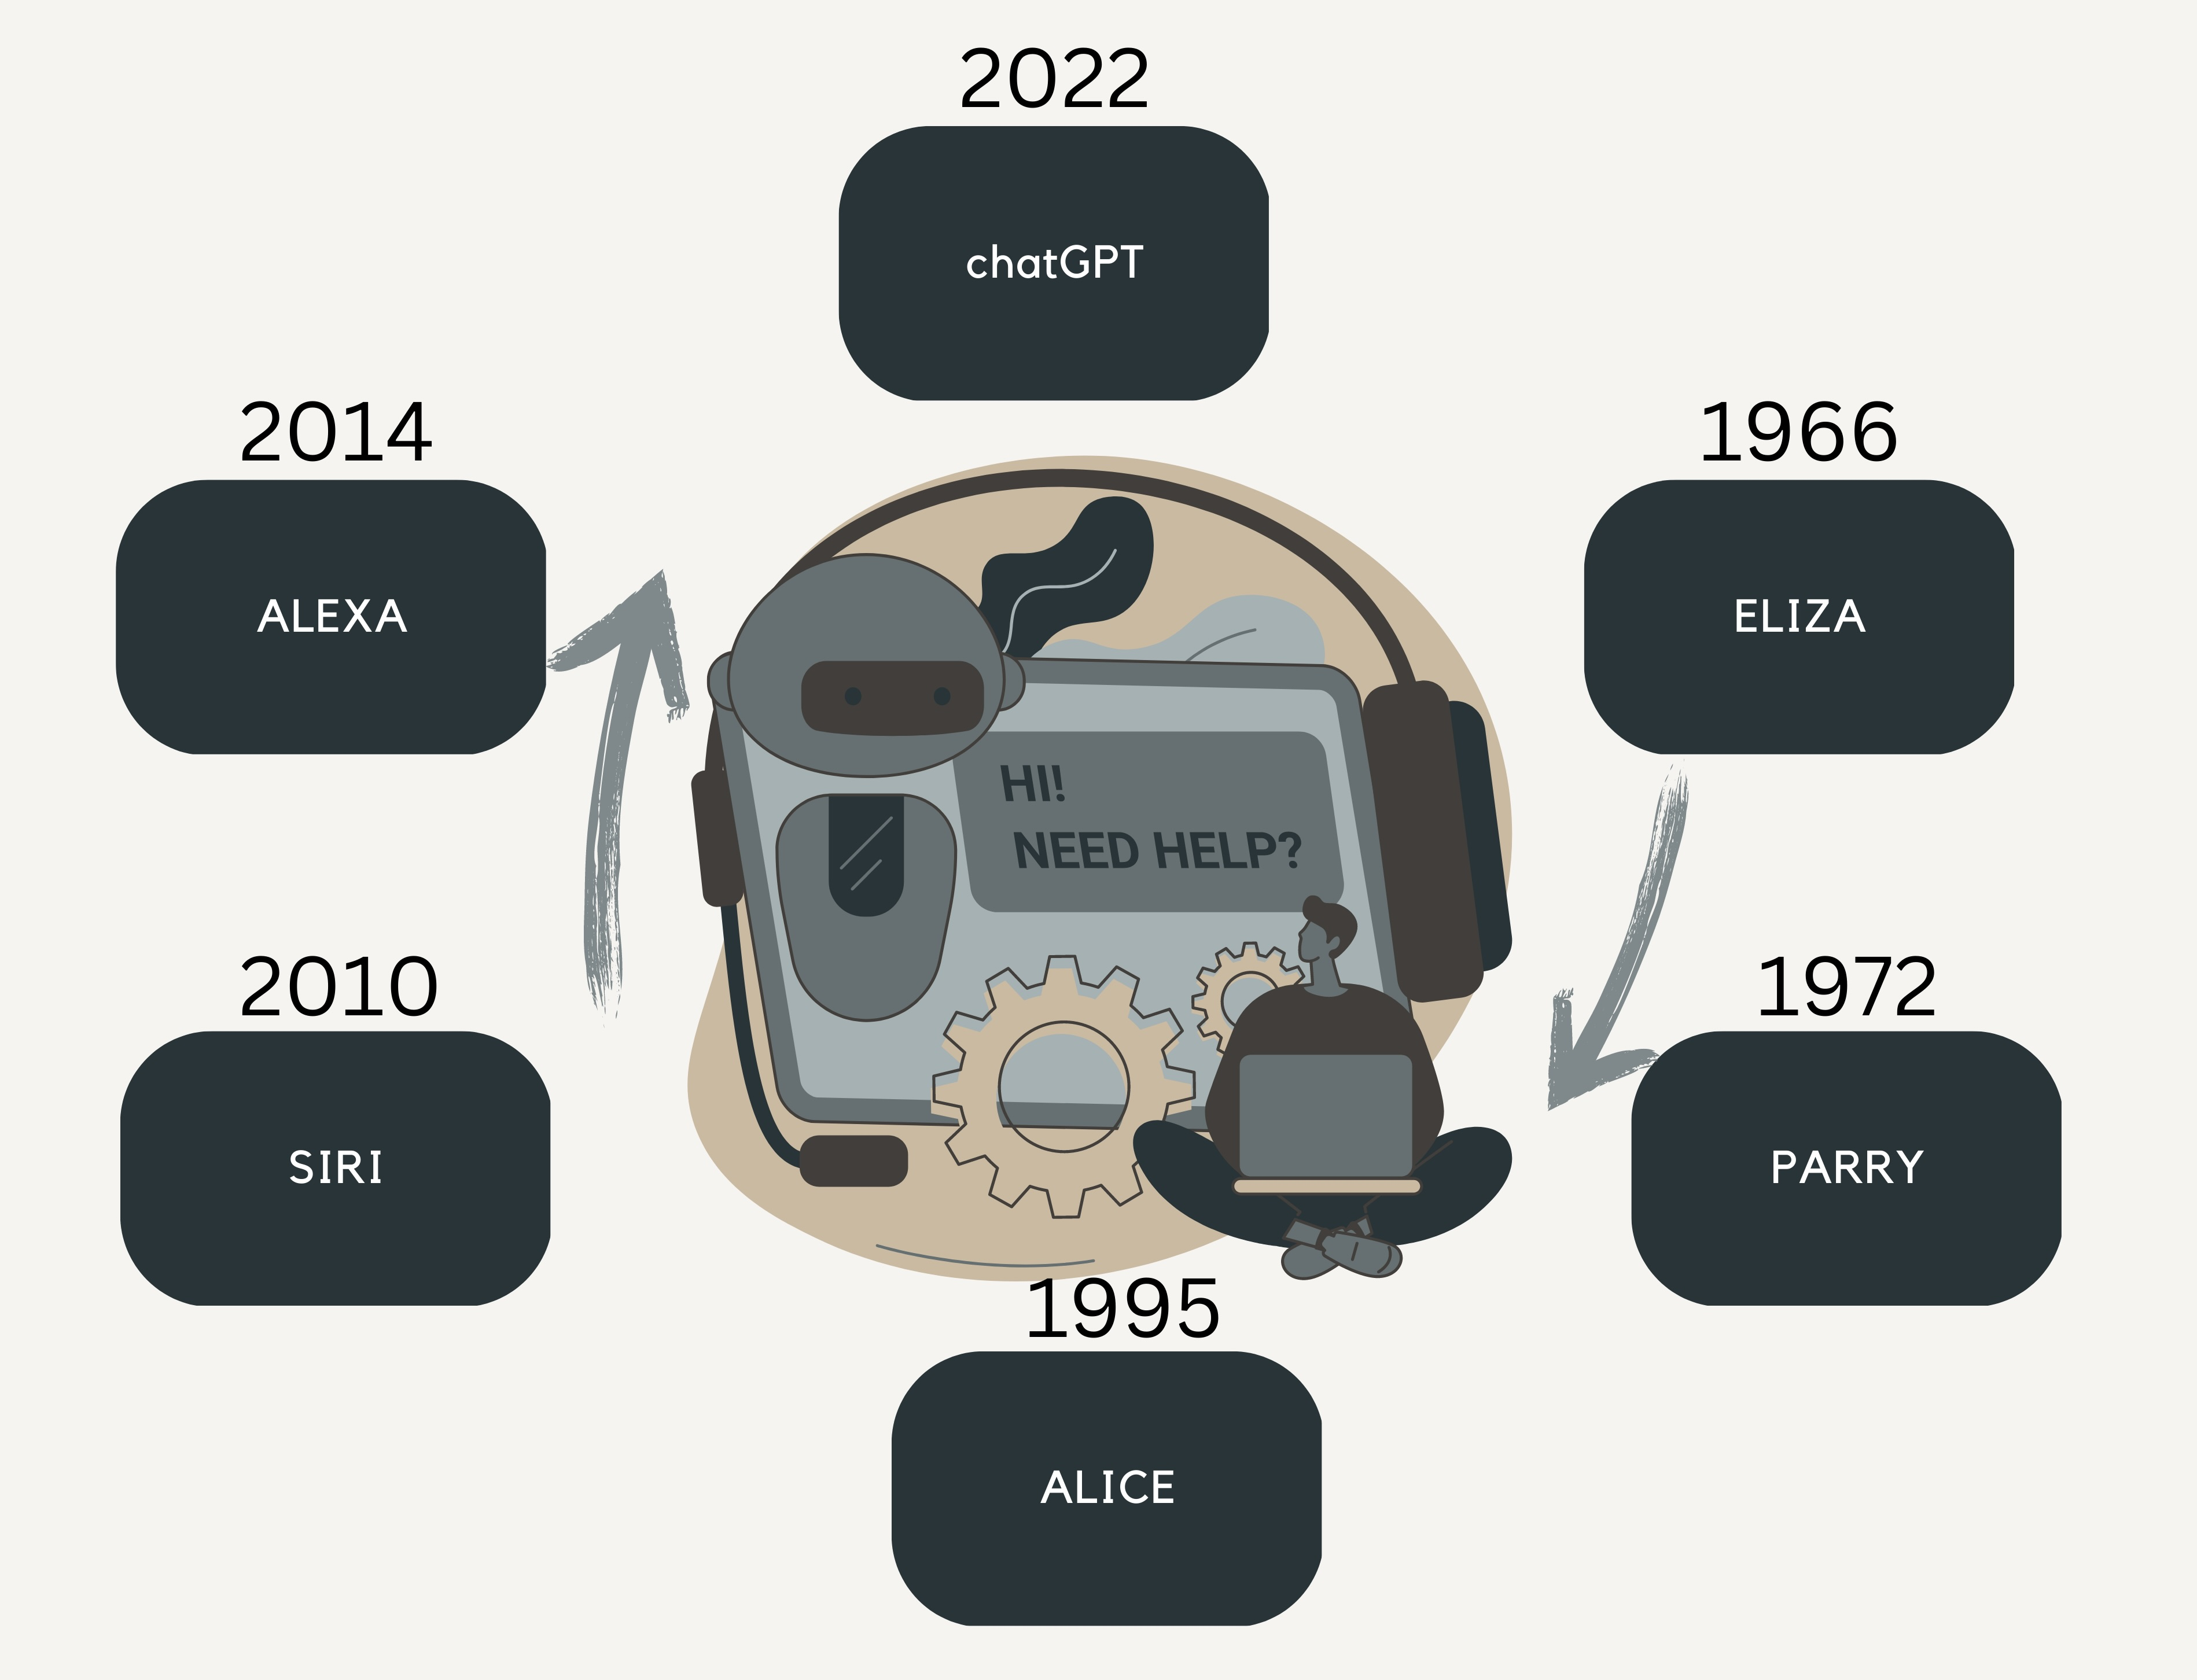 2022
chatGPT
2014
ALEXA
1966
ELIZA
HI!
NEED HELP?
2010
SIRI
1972
PARRY
1995
ALICE